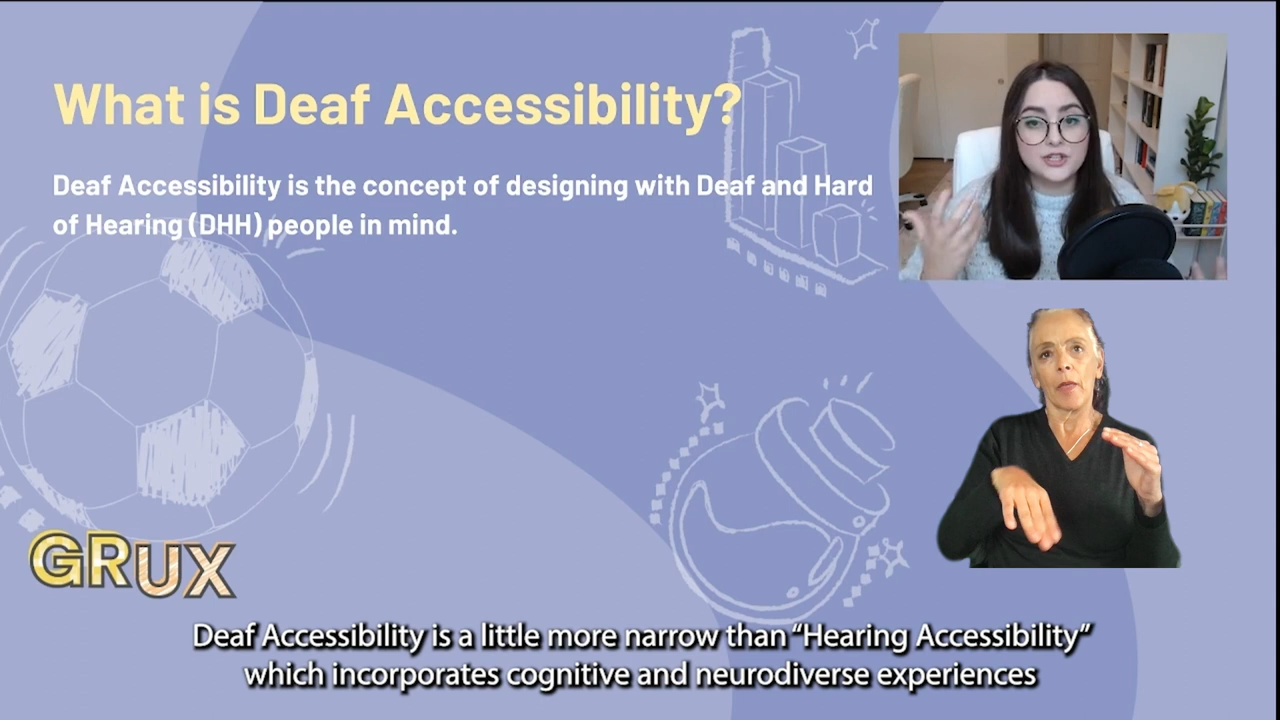 What is Deaf Accessibility?
Deaf Accessibility is the concept of designing with Deaf and Hard
of Hearing (DHH) people in mind.
GRUX
Deaf Accessibility is a little more narrow than “Hearing Accessibility”
which incorporates cognitive and neurodiverse experiences